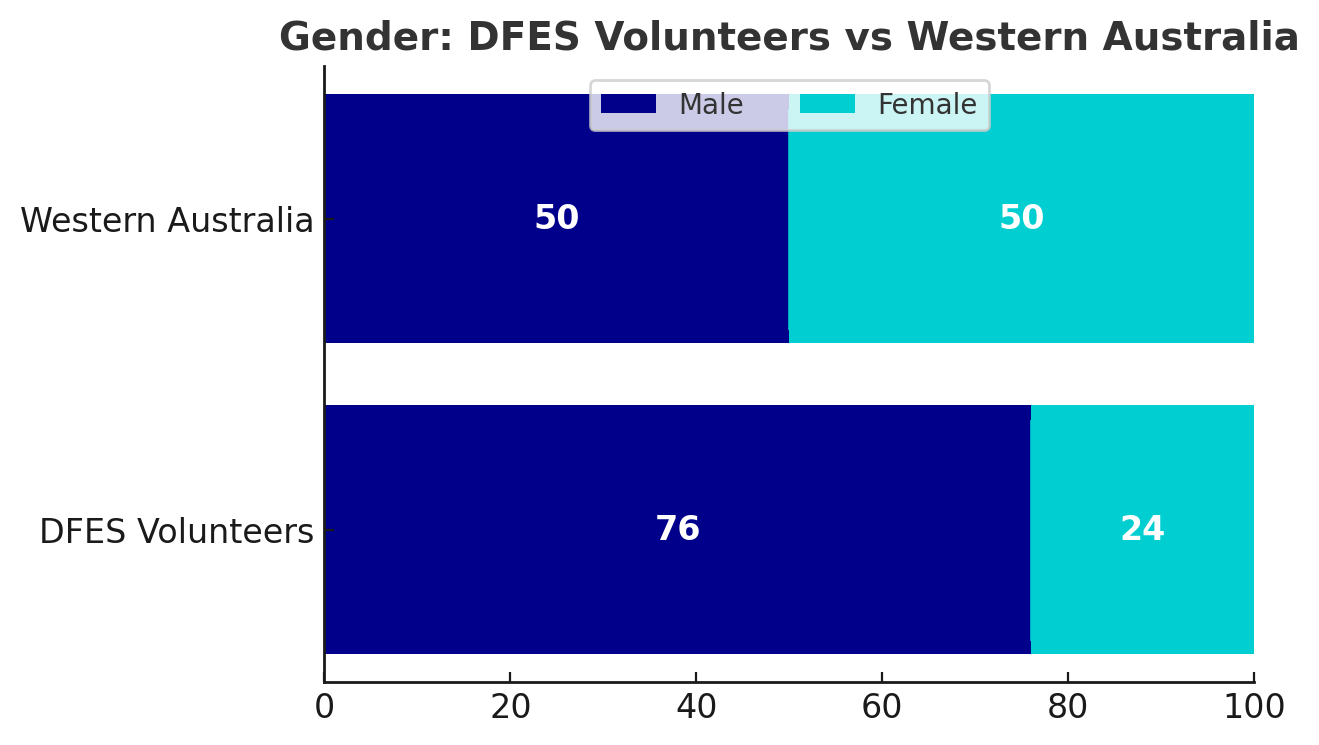 Gender: DFES Volunteers vs Western Australia
Male Female
Western Australia 50 50
DFES Volunteers 76 24
0 20 40 60 80 100